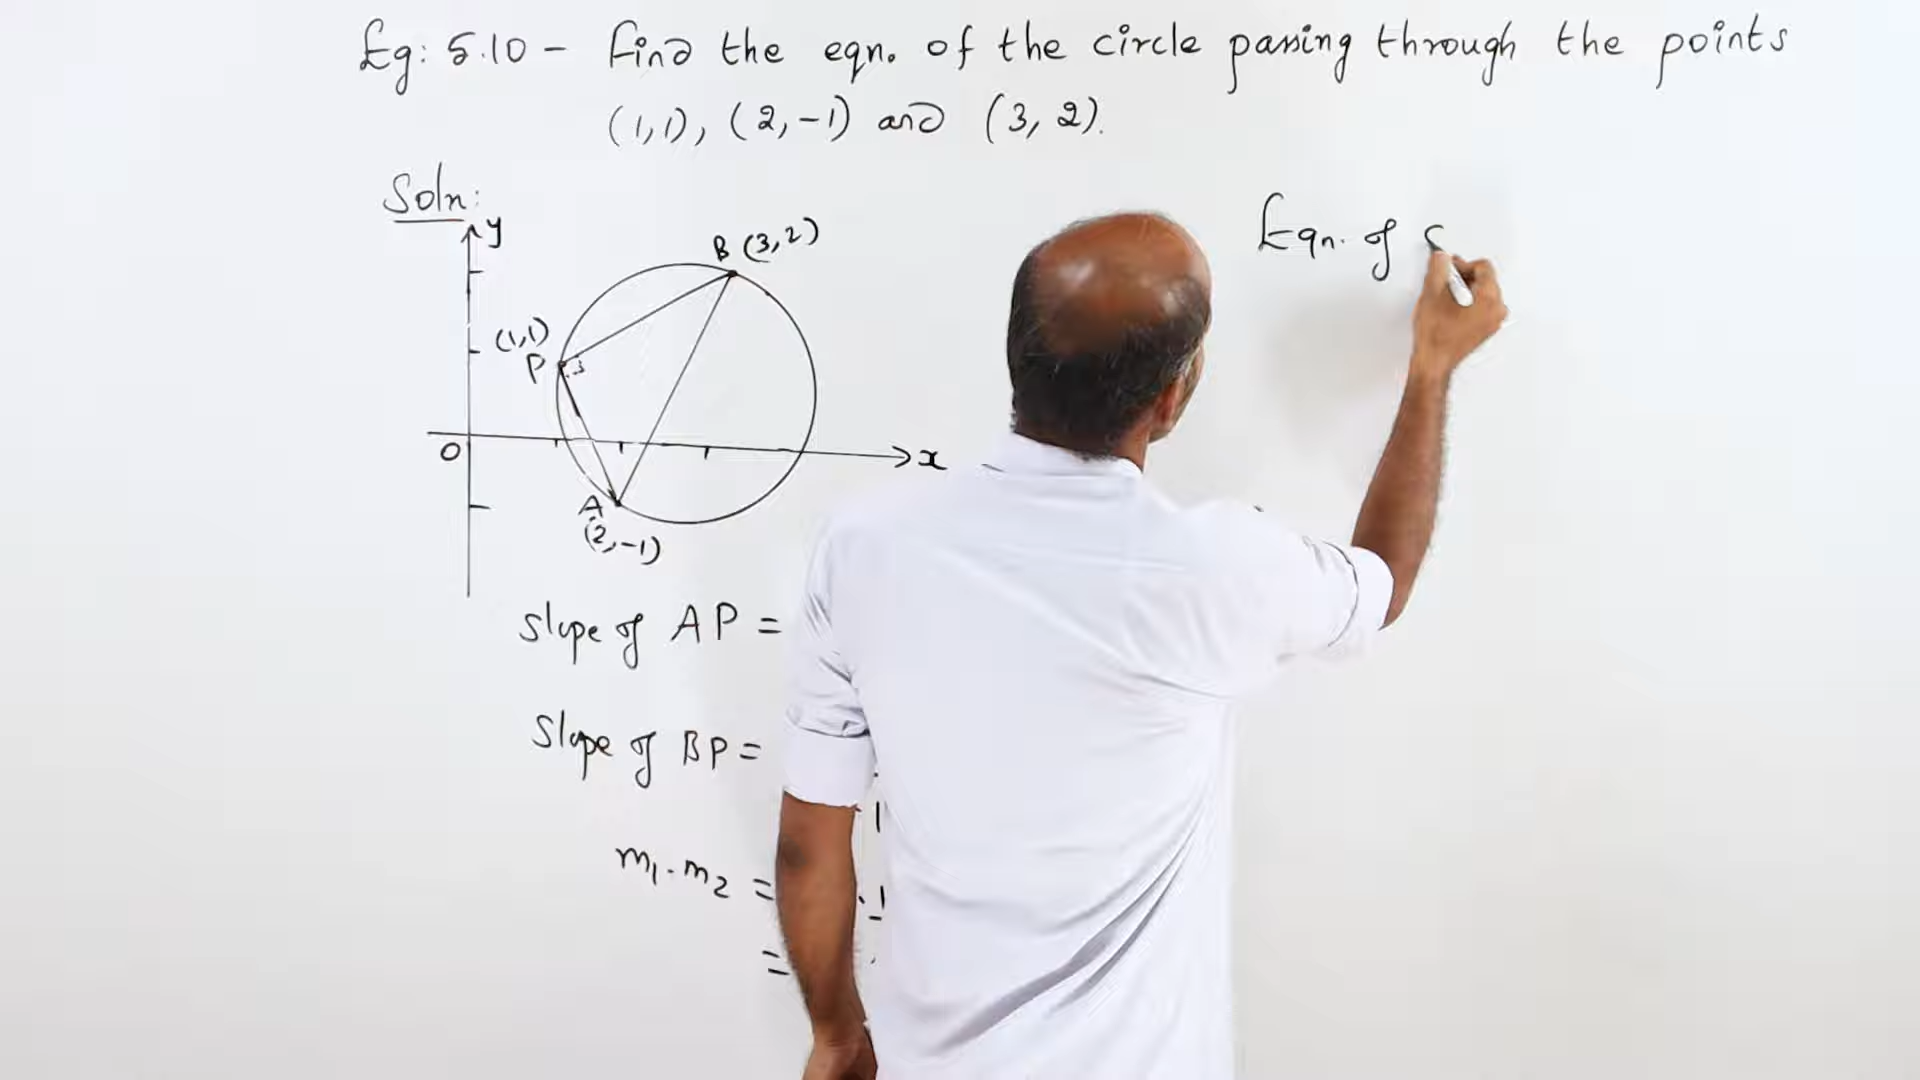 Eg: 5.10 - Find the eqn. of the circle passing through the points
(1,1), (2,-1) and (3, 2).
Soln:
y
B (3,2)
(1,1)
P
O
x
A
(2,-1)
Eqn. of
Slope of AP =
Slope of BP =
m₁.m₂ =
=